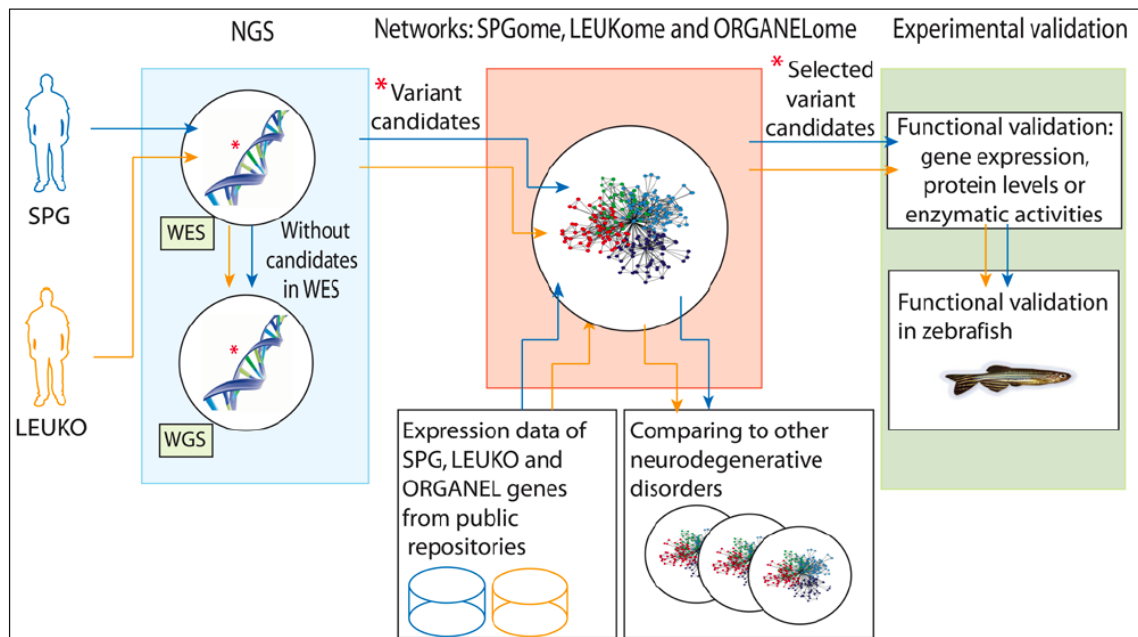 NGS
Networks: SPGome, LEUKome and ORGANELome
Experimental validation
SPG
LEUKO
*
WES
Without
candidates
in WES
*
WGS
* Variant
candidates
* Selected
variant
candidates
Expression data of
SPG, LEUKO and
ORGANEL genes
from public
repositories
Comparing to other
neurodegenerative
disorders
Functional validation:
gene expression,
protein levels or
enzymatic activities
Functional validation
in zebrafish